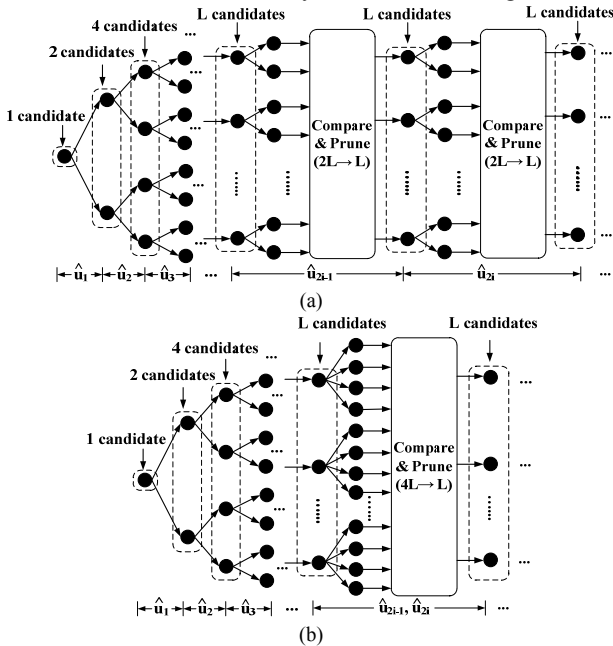 L candidates
L candidates
L candidates
4 candidates
...
2 candidates
...
...
1 candidate
Compare
& Prune
(2L→L)
Compare
& Prune
(2L→L)
...
...
û₁ û₂ û₃ ... û₂ᵢ₋₁ û₂ᵢ ...
(a)
L candidates
L candidates
4 candidates
...
2 candidates
...
...
1 candidate
Compare
& Prune
(4L→L)
...
...
û₁ û₂ û₃ ... û₂ᵢ₋₁, û₂ᵢ ...
(b)